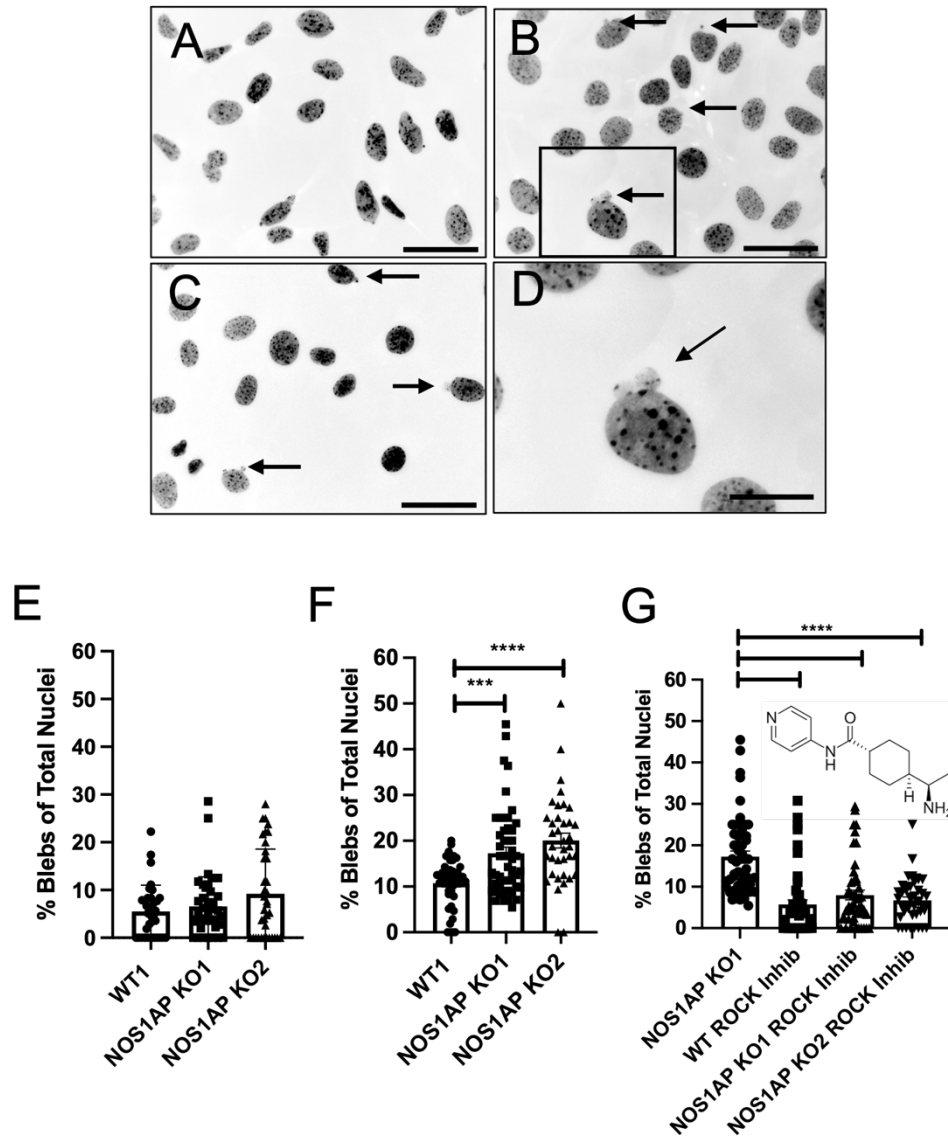 A
B
C
D
E
% Blebs of Total Nuclei
60
50
40
30
20
10
0
WT1
NOS1AP KO1
NOS1AP KO2
F
% Blebs of Total Nuclei
60
50
40
30
20
10
0
***
****
WT1
NOS1AP KO1
NOS1AP KO2
G
% Blebs of Total Nuclei
60
50
40
30
20
10
0
****
N
N
H
O
H
NH2
NOS1AP KO1
WT ROCK Inhib
NOS1AP KO1 ROCK Inhib
NOS1AP KO2 ROCK Inhib